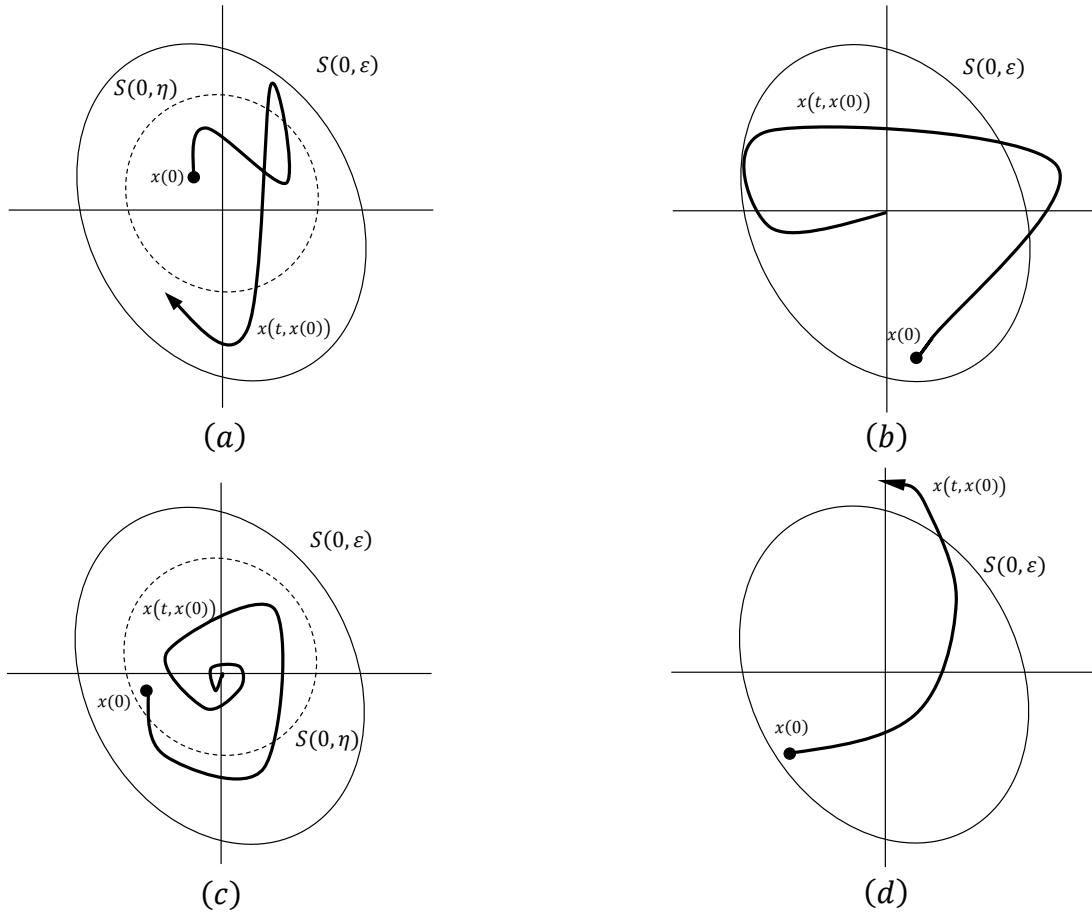 S(0, ε)
S(0, η)
x(0)
x(t, x(0))
(a)
S(0, ε)
x(t, x(0))
x(0)
(b)
S(0, ε)
x(t, x(0))
x(0)
S(0, η)
(c)
x(t, x(0))
S(0, ε)
x(0)
(d)